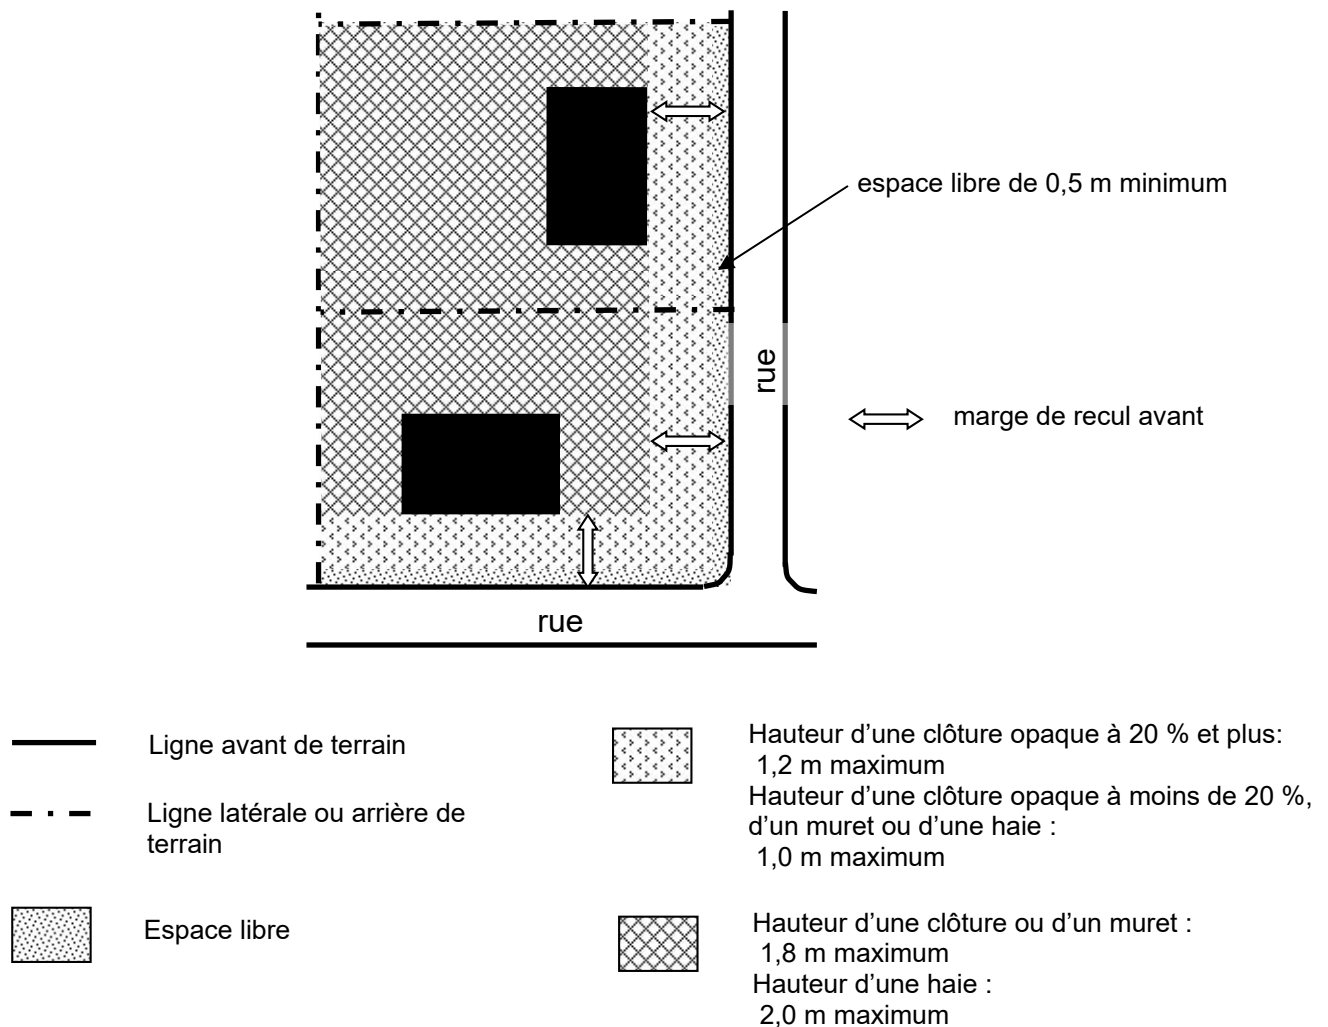 espace libre de 0,5 m minimum
rue
marge de recul avant
rue
Ligne avant de terrain
Ligne latérale ou arrière de
terrain
Espace libre
Hauteur d’une clôture opaque à 20 % et plus:
1,2 m maximum
Hauteur d’une clôture opaque à moins de 20 %,
d’un muret ou d’une haie :
1,0 m maximum
Hauteur d’une clôture ou d’un muret :
1,8 m maximum
Hauteur d’une haie :
2,0 m maximum